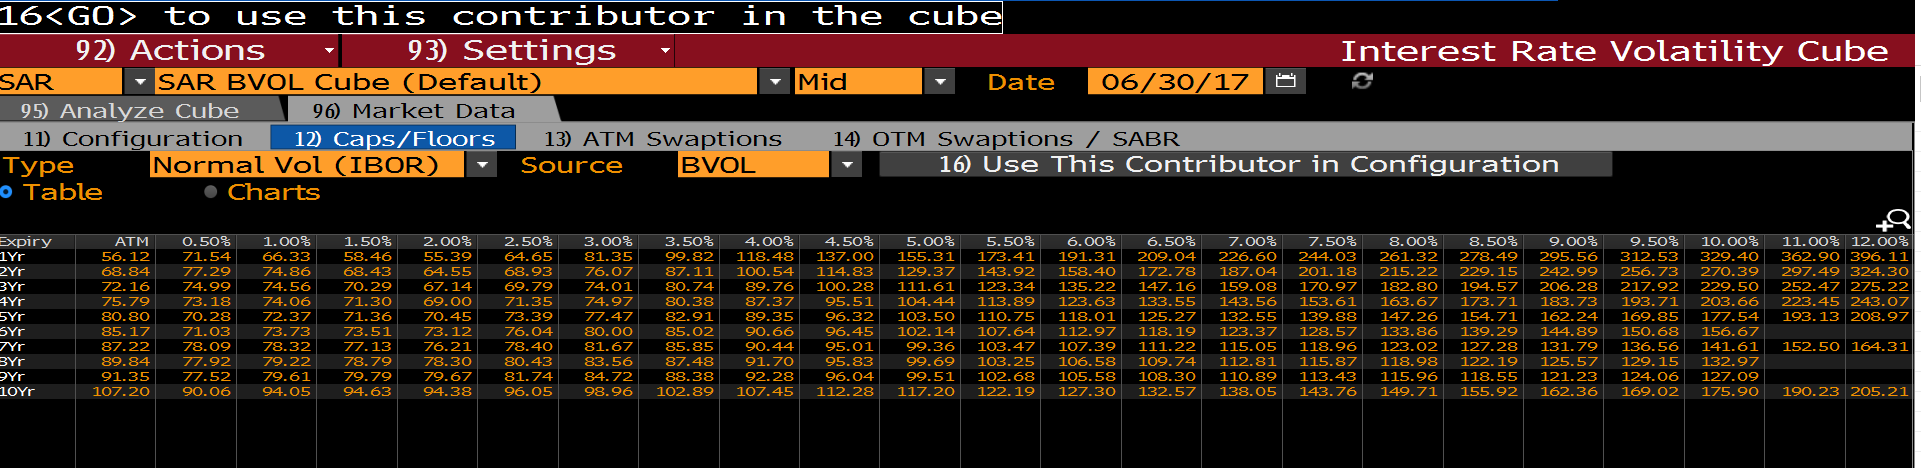 16<GO> to use this contributor in the cube
92) Actions 93) Settings Interest Rate Volatility Cube
SAR SAR BVOL Cube (Default) Mid Date 06/30/17
95) Analyze Cube 96) Market Data
11) Configuration 12) Caps/Floors 13) ATM Swaptions 14) OTM Swaptions / SABR
Type Normal Vol (IBOR) Source BVOL 16) Use This Contributor in Configuration
Table Charts
Expiry ATM 0.50% 1.00% 1.50% 2.00% 2.50% 3.00% 3.50% 4.00% 4.50% 5.00% 5.50% 6.00% 6.50% 7.00% 7.50% 8.00% 8.50% 9.00% 9.50% 10.00% 11.00% 12.00%
1Yr 56.12 71.54 66.33 58.46 55.39 64.65 81.35 99.82 118.48 137.00 155.31 173.41 191.31 209.04 226.60 244.03 261.32 278.49 295.56 312.53 329.40 362.90 396.11
2Yr 68.84 77.29 74.86 68.43 64.55 68.93 76.07 87.11 100.54 114.83 129.37 143.92 158.40 172.78 187.04 201.18 215.22 229.15 242.99 256.73 270.39 297.49 324.30
3Yr 72.16 74.99 74.56 70.29 67.14 69.79 74.01 80.74 89.76 100.28 111.61 123.34 135.22 147.16 159.08 170.97 182.80 194.57 206.28 217.92 229.50 252.47 275.22
4Yr 75.79 73.18 74.06 71.30 69.00 71.35 74.97 80.38 87.37 95.51 104.44 113.89 123.63 133.55 143.56 153.61 163.67 173.71 183.73 193.71 203.66 223.45 243.07
5Yr 80.80 70.28 72.37 71.36 70.45 73.39 77.47 82.91 89.35 96.32 103.50 110.75 118.01 125.27 132.55 139.88 147.26 154.71 162.24 169.85 177.54 193.13 208.97
6Yr 85.17 71.03 73.73 73.51 73.12 76.04 80.00 85.02 90.66 96.45 102.14 107.64 112.97 118.19 123.37 128.57 133.86 139.29 144.89 150.68 156.67
7Yr 87.22 78.09 78.32 77.13 76.21 78.40 81.67 85.85 90.44 95.01 99.36 103.47 107.39 111.22 115.05 118.96 123.02 127.28 131.79 136.56 141.61 152.50 164.31
8Yr 89.84 77.92 79.22 78.79 78.30 80.43 83.56 87.48 91.70 95.83 99.69 103.25 106.58 109.74 112.81 115.87 118.98 122.19 125.57 129.15 132.97
9Yr 91.35 77.52 79.61 79.79 79.67 81.74 84.72 88.38 92.28 96.04 99.51 102.68 105.58 108.30 110.89 113.43 115.96 118.55 121.23 124.06 127.09
10Yr 107.20 90.06 94.05 94.63 94.38 96.05 98.96 102.89 107.45 112.28 117.20 122.19 127.30 132.57 138.05 143.76 149.71 155.92 162.36 169.02 175.90 190.23 205.21